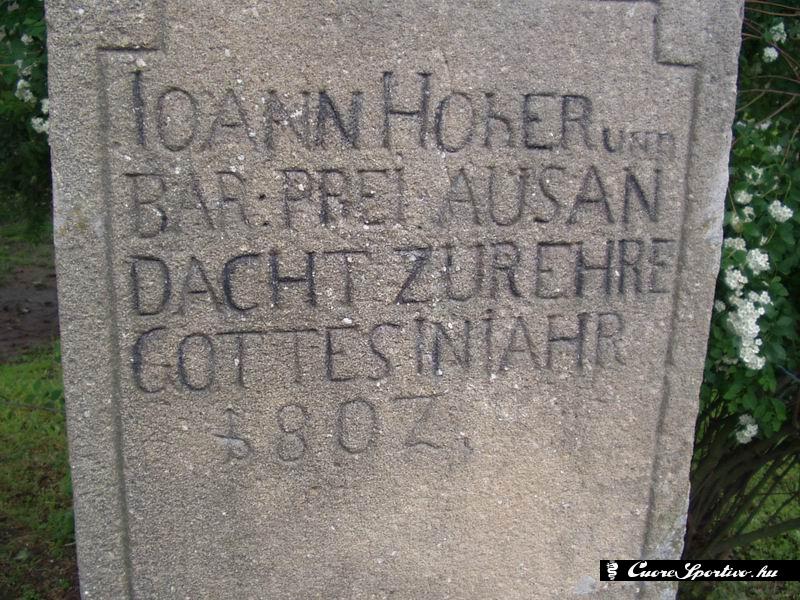 IOANN HOhER UND
BAR: PREI AUSAN
DACHT ZUR EHRE
GOTTES IN IAHR
1802.
CuoreSportivo.hu